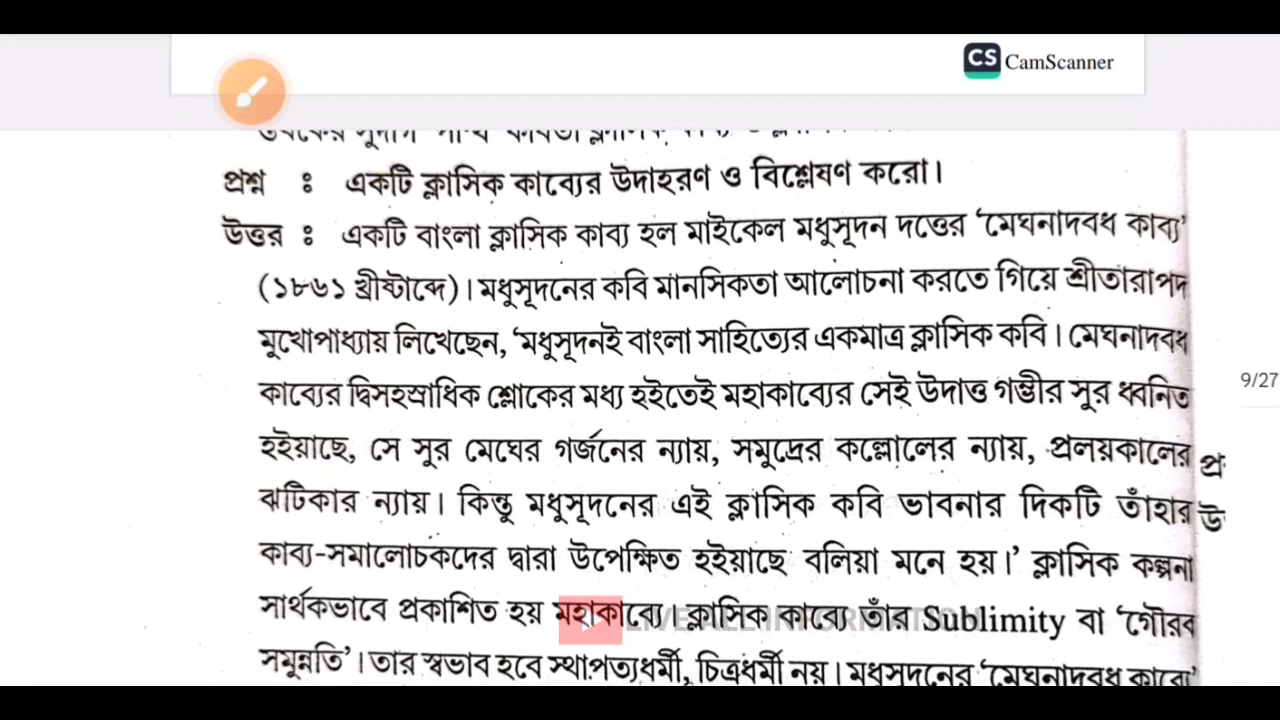 CS CamScanner
প্রশ্ন : একটি ক্লাসিক কাব্যের উদাহরণ ও বিশ্লেষণ করো।
উত্তর : একটি বাংলা ক্লাসিক কাব্য হল মাইকেল মধুসূদন দত্তের ‘মেঘনাদবধ কাব্য’
(১৮৬১ খ্রীষ্টাব্দে)। মধুসূদনের কবি মানসিকতা আলোচনা করতে গিয়ে শ্রীতারাপদ
মুখোপাধ্যায় লিখেছেন, ‘মধুসূদনই বাংলা সাহিত্যের একমাত্র ক্লাসিক কবি। মেঘনাদবধ
কাব্যের দ্বিসহস্রাধিক শ্লোকের মধ্য হইতেই মহাকাব্যের সেই উদাত্ত গম্ভীর সুর ধ্বনিত
9/27
হইয়াছে, সে সুর মেঘের গর্জনের ন্যায়, সমুদ্রের কল্লোলের ন্যায়, প্রলয়কালের
ঝটিকার ন্যায়। কিন্তু মধুসূদনের এই ক্লাসিক কবি ভাবনার দিকটি তাঁহার
কাব্য-সমালোচকদের দ্বারা উপেক্ষিত হইয়াছে বলিয়া মনে হয়।’ ক্লাসিক কল্পনা
সার্থকভাবে প্রকাশিত হয় মহাকাব্যে। ক্লাসিক কাব্যে তাঁর Sublimity বা ‘গৌরব
LIVE ALL INFORMATION
সমুন্নতি’। তার স্বভাব হবে স্থাপত্যধর্মী, চিত্রধর্মী নয়। মধুসূদনের ‘মেঘনাদবধ কাব্যে’